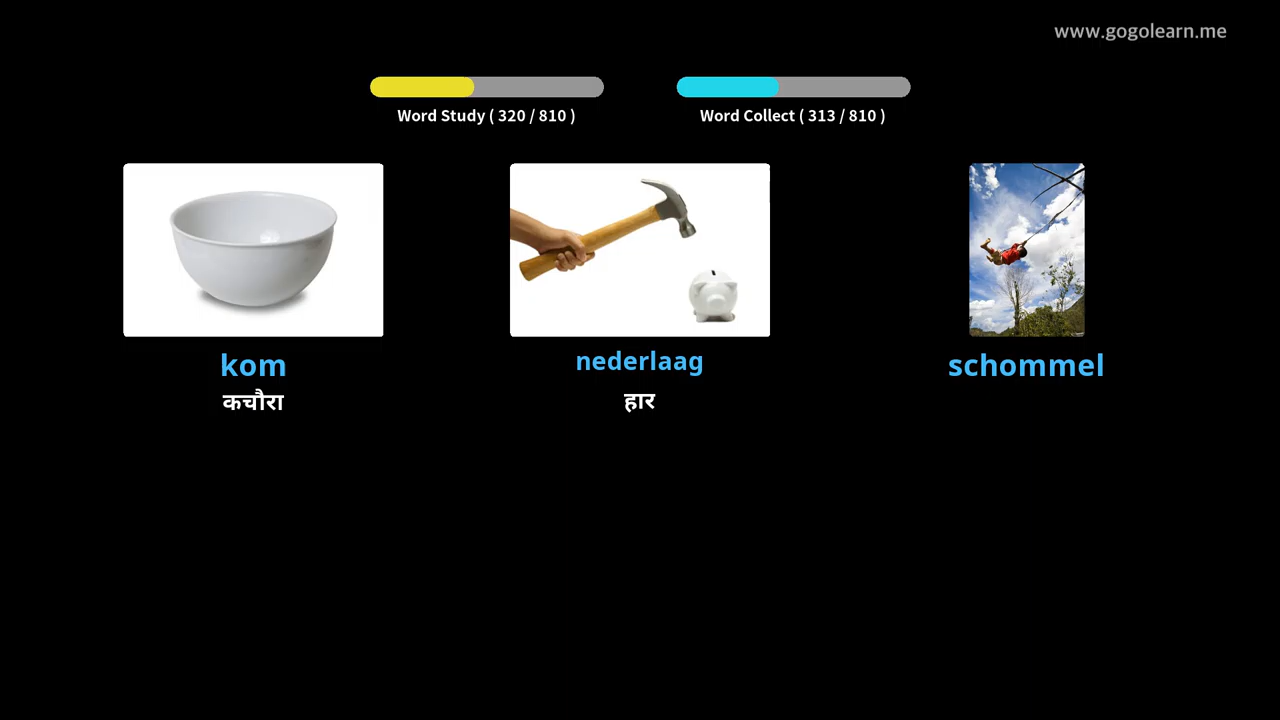 www.gogolearn.me
Word Study ( 320 / 810 )
Word Collect ( 313 / 810 )
kom
nederlaag
schommel
कचौरा
हार